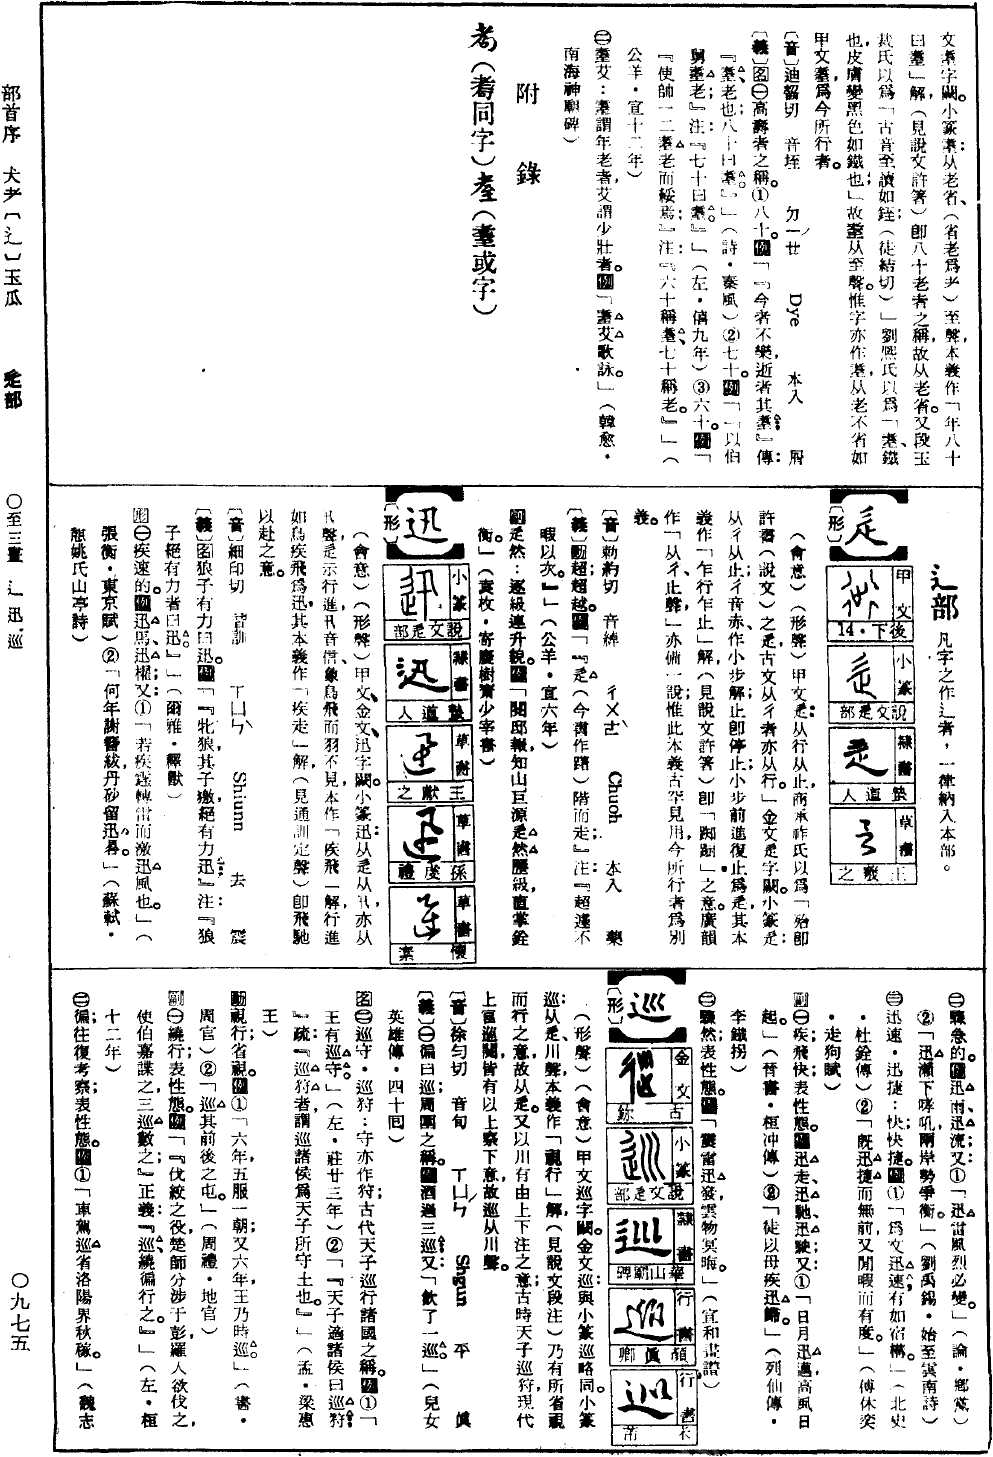 文耋字闕。小篆耋：从老省、（省老爲耂）至聲，本義作「年八十
曰耋」解，（見說文許箸）卽八十老者之稱，故从老省。又段玉
裁氏以爲「古音至讀如銍（徒結切）」劉熙氏以爲「耋、鐵
也，皮膚變黑色如鐵也」故耋从至聲。惟字亦作耊，从老不省如
甲文耋，爲今所行者。
〔音〕迪齧切　音垤　ㄉㄧㄝˊ　Dye　本入　屑
〔義〕名㊀高壽者之稱。①八十。例「『今者不樂，逝者其耋』傳：
『耋、老也，八十曰耋。』」（詩・秦風）②七十。例「『以伯
舅耋老』注：『七十曰耋。』」（左・僖九年）③六十。例「
『使帥一二耋老而綏焉』注：『六十稱耋、七十稱老。』」（
公羊・宣十二年）
㊁耋艾：耋謂年老者，艾謂少壯者。例「耋艾歌詠。」（韓愈・
南海神廟碑）
附　錄
耇（耉同字）耊（耋或字）
部首序　犬耂〔辶〕玉瓜　辵部　○至三畫　辶迅巡　○九七五
辶部　凡字之作辶者，一律納入本部。
辵
〔形〕
甲文　後下・14
小篆　說文辵部
隸書　蟄道人
草書　王獻之
（會意）（形聲）甲文辵：从行从止，商承祚氏以爲「殆卽
許書（說文）之辵，古文从彳者亦从行。」金文辵字闕。小篆辵：
从彳从止，彳音赤，作小步解，止卽停止，小步前進復止爲辵，其本
義作「乍行乍止」解，（見說文許箸）卽「踟躕」之意。廣韻
作「从彳，止聲」，亦備一說，惟此本義古罕見用，今所行者爲別
義。
〔音〕勅約切　音綽　ㄔㄨㄛˋ　Chuoh　本入　藥
〔義〕動超越。例「『辵（今書作躇）階而走』注：『超遽不
暇以次。』」（公羊・宣六年）
副辵然：逐級連升貌。例「閱邸報，知山巨源辵然歷級，直掌銓
衡。」（袁枚・寄慶樹齋少宰書）
迅
〔形〕
小篆　說文辵部
隸書　蟄道人
草書　王獻之
草書　孫虔禮
草書　懷素
（會意）（形聲）甲文、金文迅字闕。小篆迅：从辵从卂，亦从
卂聲，辵示行進，卂音信，象鳥飛而羽不見，本作「疾飛」解，行進
如鳥疾飛爲迅，其本義作「疾走」解，（見通訓定聲）卽飛馳
以赴之意。
〔音〕細印切　音訓　ㄒㄩㄣˋ　Shiunn　去　震
〔義〕名狼子有力曰迅。例「『牝狼，其子獥，絕有力迅』注：『狼
子絕有力者曰迅』」（爾雅・釋獸）
形㊀疾速的。例迅馬、迅櫂；又：①「若疾霆轉雷而激迅風也。」（
張衡・東京賦）②「何年謝簪紱，丹砂留迅晷。」（蘇軾・
題姚氏山亭詩）
㊁驟急的。例迅雨、迅流；又：①「迅雷風烈必變。」（論・鄉黨）
②「迅瀨下哮吼，兩岸勢爭衡。」（劉禹錫・始至雲南詩）
㊂迅速・迅捷：快；快捷。例①「爲文迅速有如宿構。」（北史
・杜銓傳）②「旣迅捷而無前，又閒暇而有度。」（傅休奕
・走狗賦）
副㊀疾飛；快。表性態。例迅走、迅馳、迅駛；又：①「日月迅邁，高風日
起。」（晉書・桓冲傳）②「徒以母疾迅歸。」（列仙傳・
李鐵拐）
㊁驟然。表性態。例「震雷迅發，雲物冥晦。」（宣和畫譜）
巡
〔形〕
金文　古鉨
小篆　說文辵部
隸書　華山廟碑
行書　顏眞卿
行書　米芾
（形聲）（會意）甲文巡字闕。金文巡與小篆巡略同。小篆
巡：从辵，川聲，本義作「視行」解，（見說文段注）乃有所省視
而行之意，故从辵。又以川有由上下注之意，古時天子巡狩，現代
上官巡閱，皆有以上察下意，故巡从川聲。
〔音〕徐勻切　音旬　ㄒㄩㄣˊ　Shyun　平　眞
〔義〕㊀徧曰巡；周圍之稱。例酒過三巡；又「飲了一巡。」（兒女
英雄傳・四十回）
名㊁巡守・巡狩：守亦作狩；古代天子巡行諸國之稱。例①「
王有巡守。」（左・莊廿三年）②「『天子適諸侯曰巡狩』
疏：『巡狩者，謂巡諸侯爲天子所守土也。』」（孟・梁惠
王）
動視行；省視。例①「六年，五服一朝，又六年，王乃時巡。」（書・
周官）②「巡其前後之屯。」（周禮・地官）
副㊀繞行。表性態。例「『伐絞之役，楚師分涉于彭，羅人欲伐之，
使伯嘉諜之，三巡數之』正義：『巡、繞徧行之。』」（左・桓
十二年）
㊁徧；往復考察。表性態。例①「車駕巡省洛陽界秋稼。」（魏志